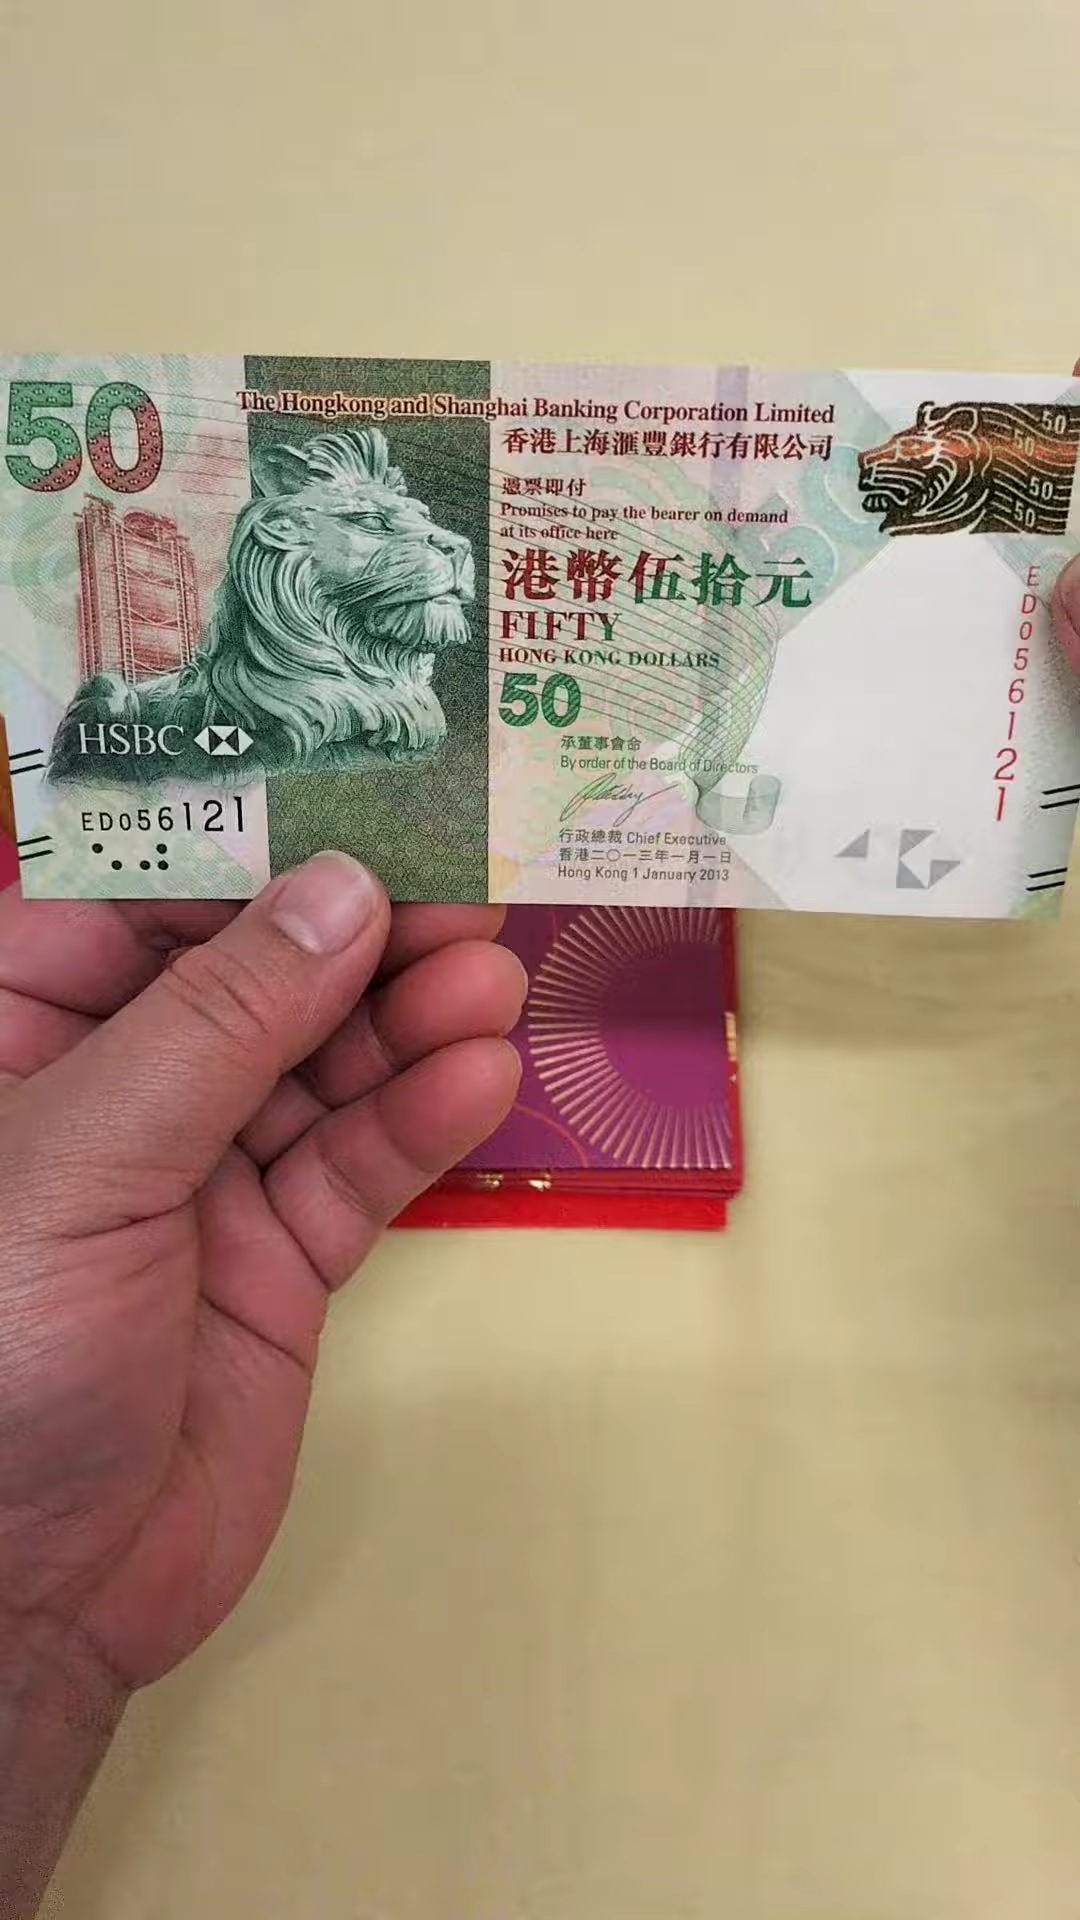 50
The Hongkong and Shanghai Banking Corporation Limited
香港上海滙豐銀行有限公司
憑票即付
Promises to pay the bearer on demand
at its office here
港幣伍拾元
FIFTY
HONG KONG DOLLARS
50
承董事會命
By order of the Board of Directors
行政總裁 Chief Executive
香港二〇一三年一月一日
Hong Kong 1 January 2013
HSBC
ED056121
50
50
50
50
ED056121